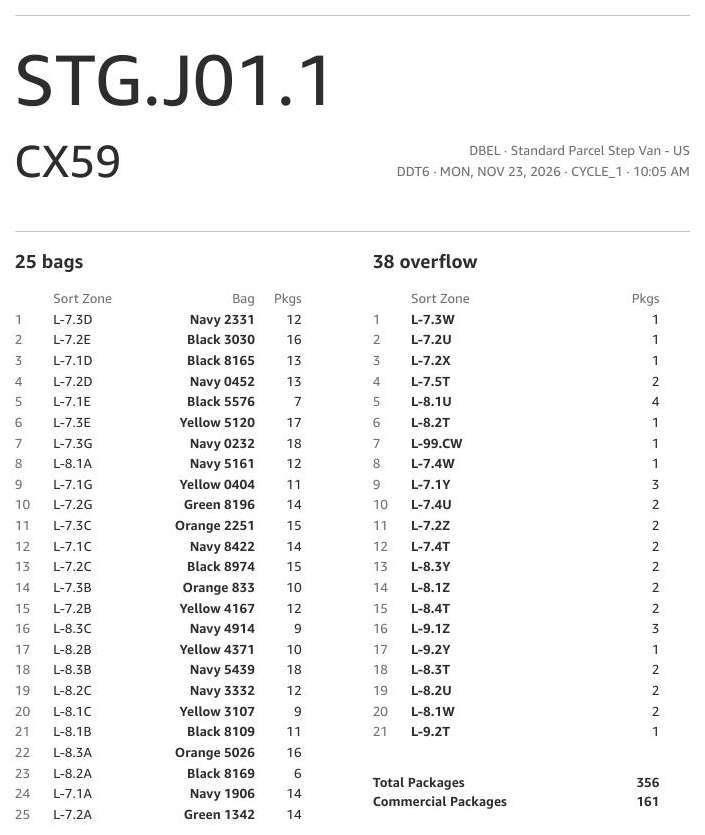 STG.J01.1
CX59
DBEL · Standard Parcel Step Van - US
DDT6 · MON, NOV 23, 2026 · CYCLE_1 · 10:05 AM
25 bags
Sort Zone Bag Pkgs
1 L-7.3D Navy 2331 12
2 L-7.2E Black 3030 16
3 L-7.1D Black 8165 13
4 L-7.2D Navy 0452 13
5 L-7.1E Black 5576 7
6 L-7.3E Yellow 5120 17
7 L-7.3G Navy 0232 18
8 L-8.1A Navy 5161 12
9 L-7.1G Yellow 0404 11
10 L-7.2G Green 8196 14
11 L-7.3C Orange 2251 15
12 L-7.1C Navy 8422 14
13 L-7.2C Black 8974 15
14 L-7.3B Orange 833 10
15 L-7.2B Yellow 4167 12
16 L-8.3C Navy 4914 9
17 L-8.2B Yellow 4371 10
18 L-8.3B Navy 5439 18
19 L-8.2C Navy 3332 12
20 L-8.1C Yellow 3107 9
21 L-8.1B Black 8109 11
22 L-8.3A Orange 5026 16
23 L-8.2A Black 8169 6
24 L-7.1A Navy 1906 14
25 L-7.2A Green 1342 14
38 overflow
Sort Zone Pkgs
1 L-7.3W 1
2 L-7.2U 1
3 L-7.2X 1
4 L-7.5T 2
5 L-8.1U 4
6 L-8.2T 1
7 L-99.CW 1
8 L-7.4W 1
9 L-7.1Y 3
10 L-7.4U 2
11 L-7.2Z 2
12 L-7.4T 2
13 L-8.3Y 2
14 L-8.1Z 2
15 L-8.4T 2
16 L-9.1Z 3
17 L-9.2Y 1
18 L-8.3T 2
19 L-8.2U 2
20 L-8.1W 2
21 L-9.2T 1
Total Packages 356
Commercial Packages 161